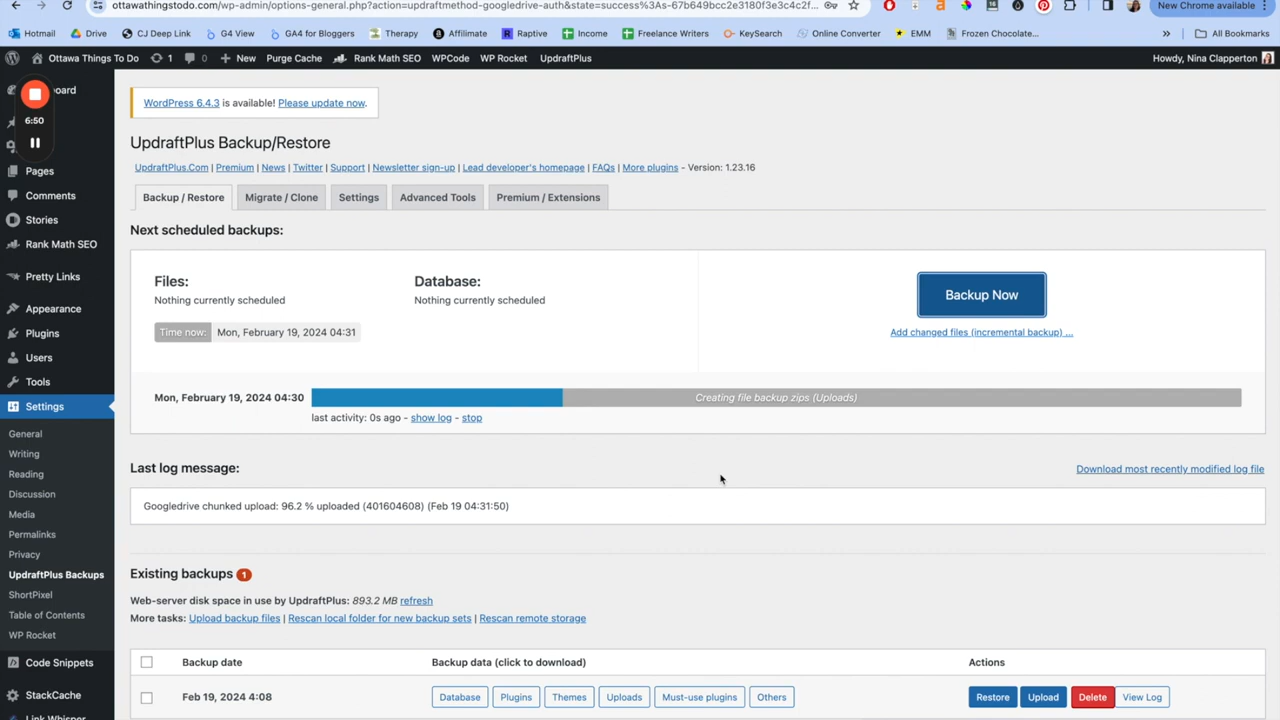 ottawathingstodo.com/wp-admin/options-general.php?action=updraftmethod-googledrive-auth&state=success%3As-67b649bcc2e3180f3e3c4c2f...
New Chrome available
Hotmail Drive CJ Deep Link G4 View GA4 for Bloggers Therapy Affilimate Raptive Income Freelance Writers KeySearch Online Converter EMM Frozen Chocolate... » All Bookmarks
Ottawa Things To Do 1 0 New Purge Cache Rank Math SEO WPCode WP Rocket UpdraftPlus Howdy, Nina Clapperton
6:50
Pages
Comments
Stories
Rank Math SEO
Pretty Links
Appearance
Plugins
Users
Tools
Settings
General
Writing
Reading
Discussion
Media
Permalinks
Privacy
UpdraftPlus Backups
ShortPixel
Table of Contents
WP Rocket
Code Snippets
StackCache
Link Whisper
WordPress 6.4.3 is available! Please update now.
UpdraftPlus Backup/Restore
UpdraftPlus.Com | Premium | News | Twitter | Support | Newsletter sign-up | Lead developer's homepage | FAQs | More plugins - Version: 1.23.16
Backup / Restore Migrate / Clone Settings Advanced Tools Premium / Extensions
Next scheduled backups:
Files: Database:
Nothing currently scheduled Nothing currently scheduled
Time now: Mon, February 19, 2024 04:31
Backup Now
Add changed files (incremental backup) ...
Mon, February 19, 2024 04:30 Creating file backup zips (Uploads)
last activity: 0s ago - show log - stop
Last log message: Download most recently modified log file
Googledrive chunked upload: 96.2 % uploaded (401604608) (Feb 19 04:31:50)
Existing backups 1
Web-server disk space in use by UpdraftPlus: 893.2 MB refresh
More tasks: Upload backup files | Rescan local folder for new backup sets | Rescan remote storage
Backup date Backup data (click to download) Actions
Feb 19, 2024 4:08 Database Plugins Themes Uploads Must-use plugins Others Restore Upload Delete View Log